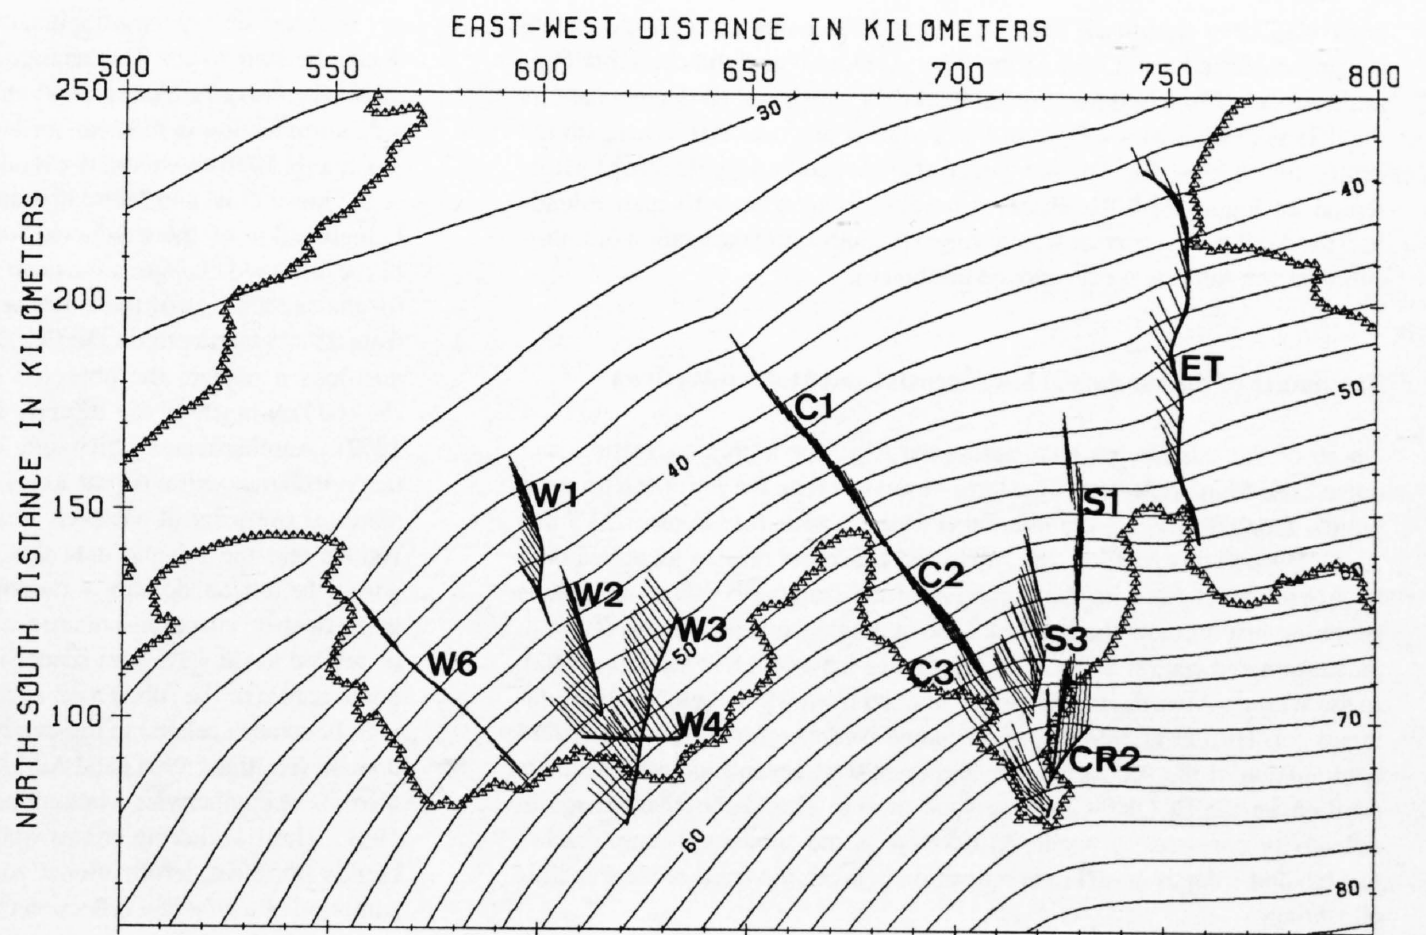 EAST-WEST DISTANCE IN KILOMETERS
500 550 600 650 700 750 800
250
30
40
NORTH-SOUTH DISTANCE IN KILOMETERS
200
ET
50
C1
40
W1
S1
150
C2
60
W2
W3
S3
50
W6
C3
100
W4
70
CR2
60
80